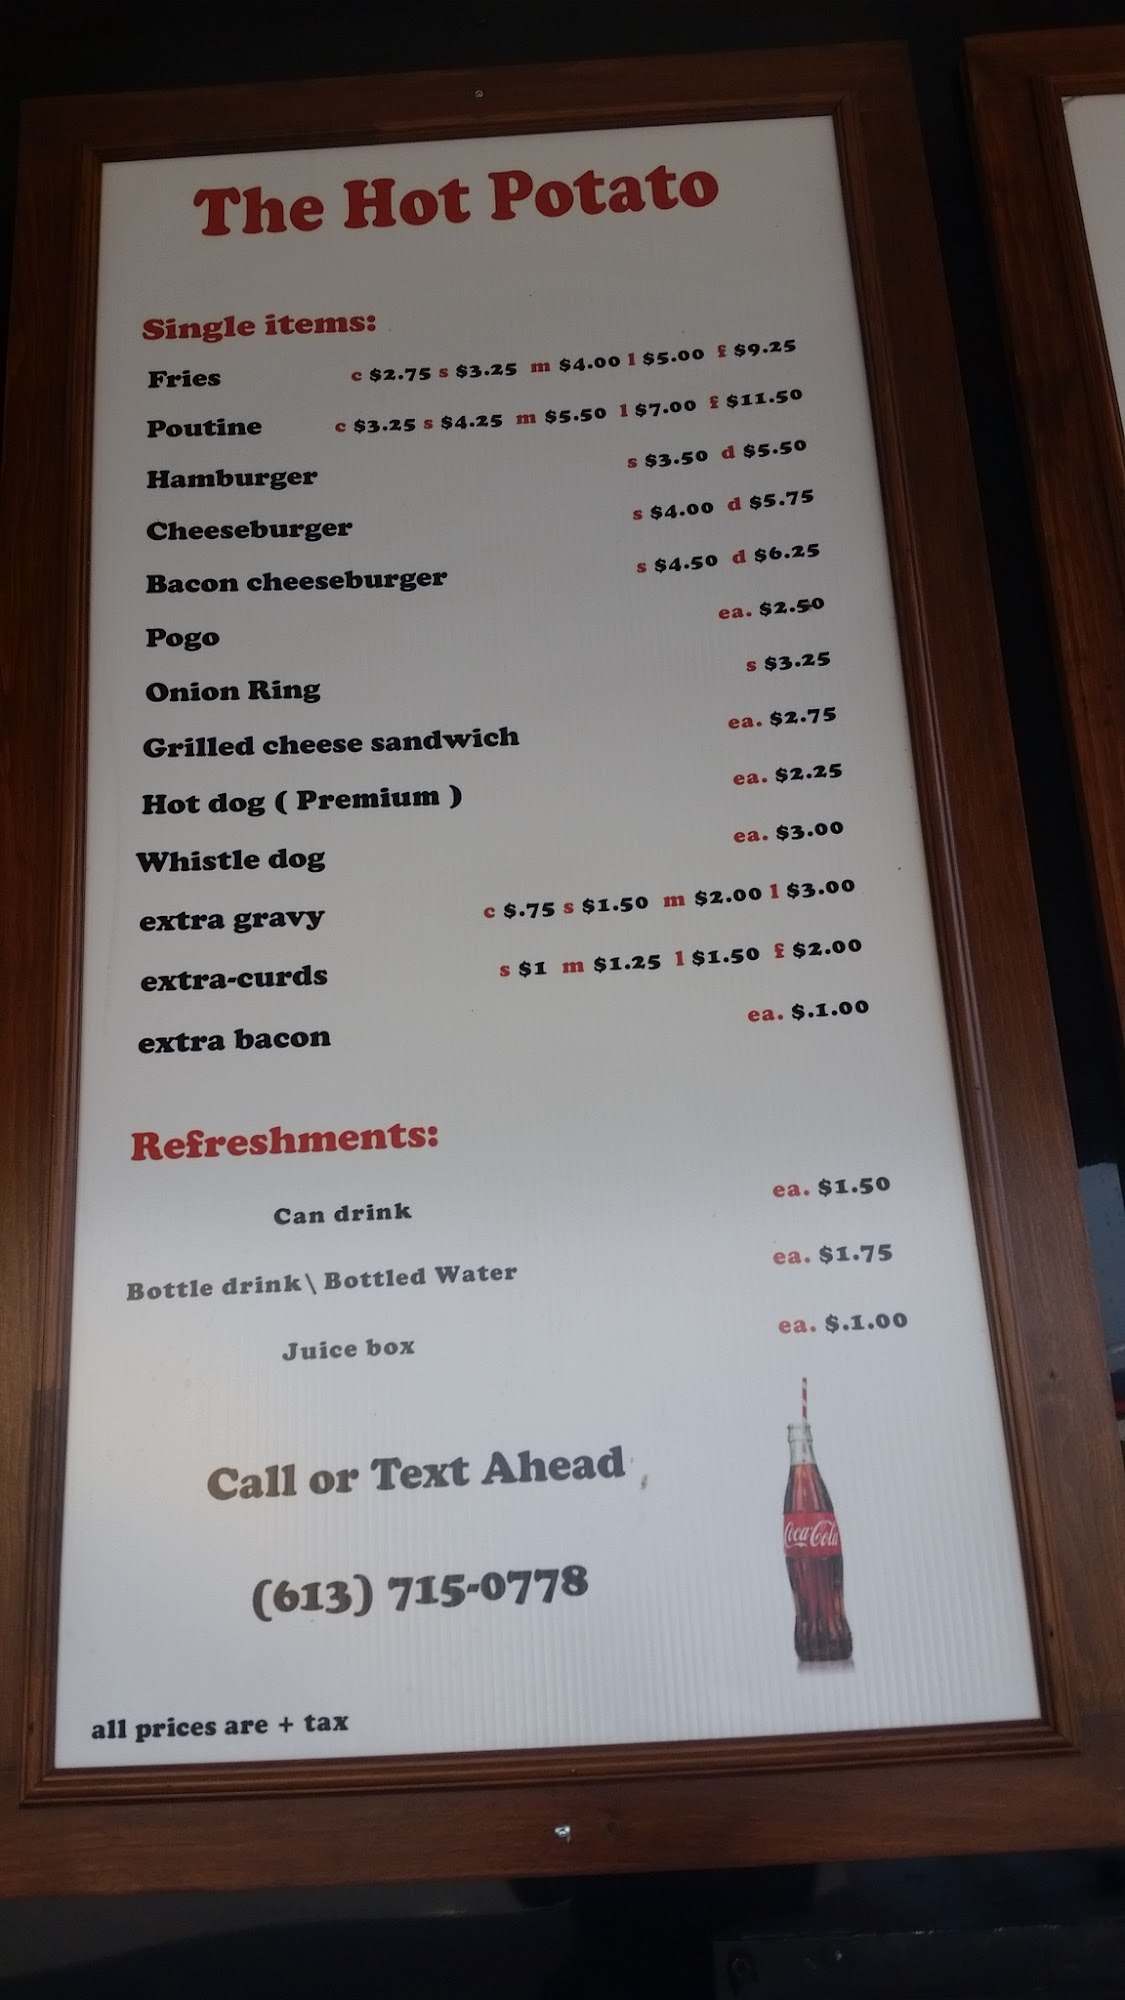 The Hot Potato
Single items:
Fries c $2.75 s $3.25 m $4.00 l $5.00 f $9.25
Poutine c $3.25 s $4.25 m $5.50 l $7.00 f $11.50
Hamburger s $3.50 d $5.50
Cheeseburger s $4.00 d $5.75
Bacon cheeseburger s $4.50 d $6.25
Pogo ea. $2.50
Onion Ring s $3.25
Grilled cheese sandwich ea. $2.75
Hot dog ( Premium ) ea. $2.25
Whistle dog ea. $3.00
extra gravy c $.75 s $1.50 m $2.00 l $3.00
extra-curds s $1 m $1.25 l $1.50 f $2.00
extra bacon ea. $.1.00
Refreshments:
Can drink ea. $1.50
Bottle drink\ Bottled Water ea. $1.75
Juice box ea. $.1.00
Call or Text Ahead
(613) 715-0778
Coca-Cola
all prices are + tax